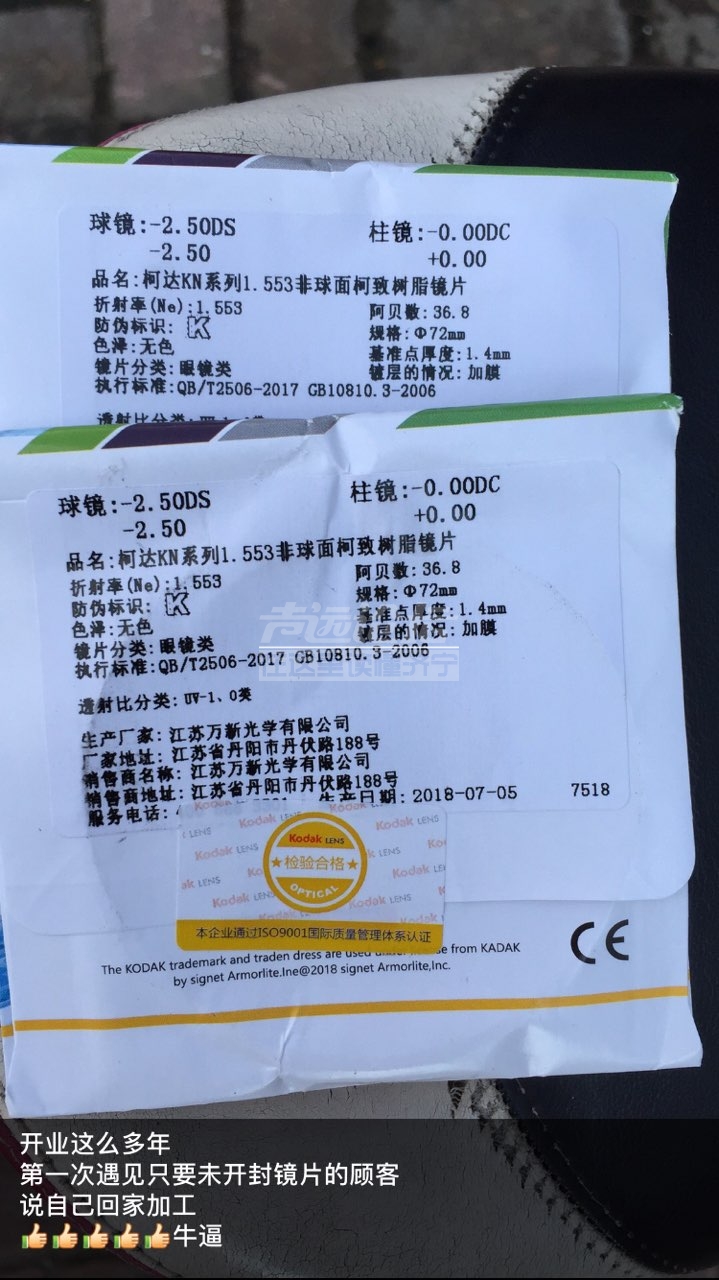 球镜:-2.50DS 柱镜:-0.00DC
-2.50 +0.00
品名:柯达KN系列1.553非球面柯致树脂镜片
折射率(Ne):1.553 阿贝数:36.8
防伪标识: K 规格:Φ72mm
色泽:无色 基准点厚度:1.4mm
镜片分类:眼镜类 镀层的情况:加膜
执行标准:QB/T2506-2017 GB10810.3-2006
透射比分类:
球镜:-2.50DS 柱镜:-0.00DC
-2.50 +0.00
品名:柯达KN系列1.553非球面柯致树脂镜片
折射率(Ne):1.553 阿贝数:36.8
防伪标识: K 规格:Φ72mm
色泽:无色 基准点厚度:1.4mm
镜片分类:眼镜类 镀层的情况:加膜
执行标准:QB/T2506-2017 GB10810.3-2006
透射比分类:UV-1、0类
生产厂家:江苏万新光学有限公司
厂家地址:江苏省丹阳市丹伏路188号
销售商名称:江苏万新光学有限公司
销售商地址:江苏省丹阳市丹伏路188号
服务电话: 生产日期:2018-07-05 7518
Kodak LENS
★检验合格★
OPTICAL
本企业通过ISO9001国际质量管理体系认证
CE
The KODAK trademark and traden dress are used from KADAK
by signet Armorlite.Ine@2018 signet Armorlite,Inc.
开业这么多年
第一次遇见只要未开封镜片的顾客
说自己回家加工
👍👍👍👍👍牛逼